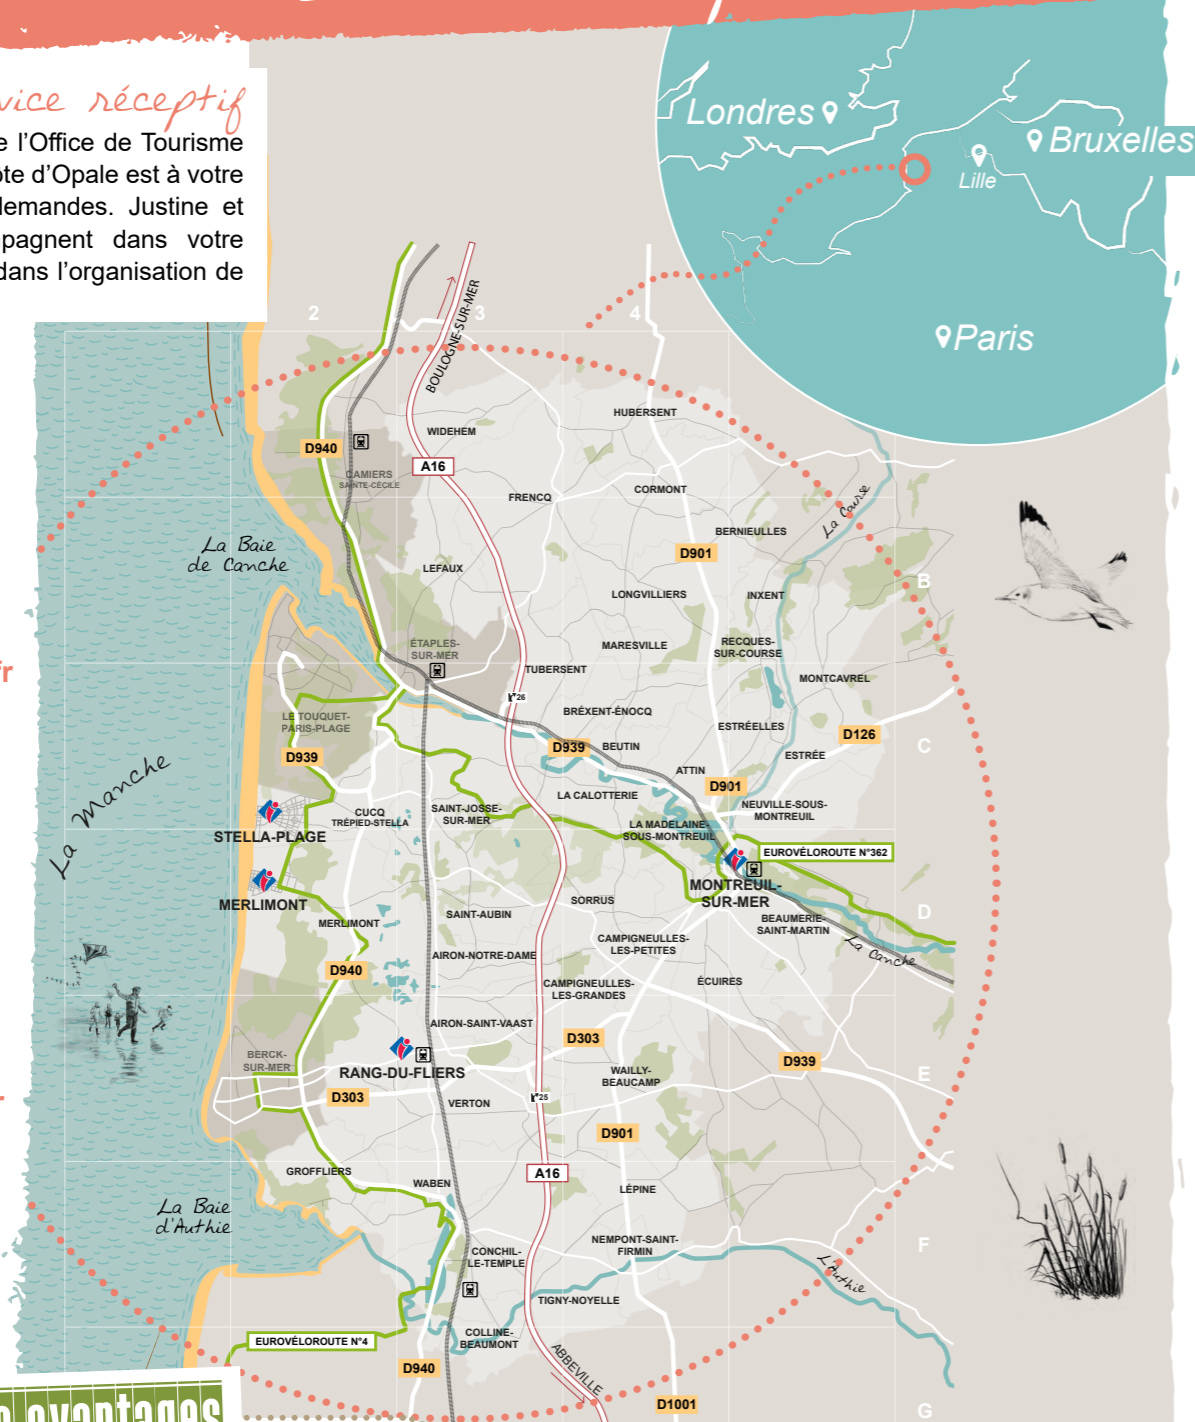 vice réceptif
e l'Office de Tourisme
ôte d'Opale est à votre
demandes. Justine et
pagnent dans votre
dans l'organisation de
Londres
Bruxelles
Lille
Paris
2
3
4
BOULOGNE-SUR-MER
HUBERSENT
WIDEHEM
D940
A16
CAMIERS
SAINTE-CÉCILE
FRENCQ
CORMONT
La Course
BERNIEULLES
La Baie
de Canche
D901
LEFAUX
B
LONGVILLIERS
INXENT
ÉTAPLES-
SUR-MER
MARESVILLE
RECQUES-
SUR-COURSE
fr
TUBERSENT
MONTCAVREL
26
LE TOUQUET-
PARIS-PLAGE
BRÉXENT-ÉNOCQ
ESTRÉELLES
D126
C
D939
D939
BEUTIN
ESTRÉE
La Manche
ATTIN
D901
LA CALOTTERIE
CUCQ
TRÉPIED-STELLA
SAINT-JOSSE-
SUR-MER
NEUVILLE-SOUS-
MONTREUIL
STELLA-PLAGE
LA MADELAINE-
SOUS-MONTREUIL
EUROVÉLOROUTE N°362
MERLIMONT
MONTREUIL-
SUR-MER
SORRUS
D
MERLIMONT
SAINT-AUBIN
BEAUMERIE-
SAINT-MARTIN
CAMPIGNEULLES-
LES-PETITES
La Canche
AIRON-NOTRE-DAME
D940
CAMPIGNEULLES-
LES-GRANDES
ÉCUIRES
AIRON-SAINT-VAAST
D303
BERCK-
SUR-MER
D939
RANG-DU-FLIERS
WAILLY-
BEAUCAMP
E
D303
VERTON
25
D901
GROFFLIERS
WABEN
A16
LÉPINE
La Baie
d'Authie
CONCHIL-
LE-TEMPLE
NEMPONT-SAINT-
FIRMIN
F
L'Authie
TIGNY-NOYELLE
EUROVÉLOROUTE N°4
COLLINE-
BEAUMONT
D940
ABBEVILLE
D1001
G
avantages